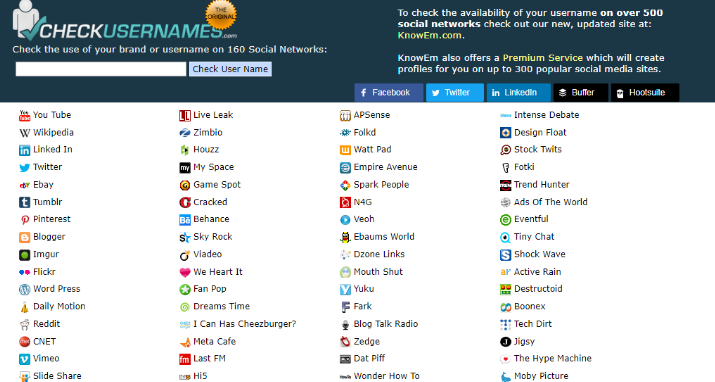 THE
ORIGINAL
CHECKUSERNAMES.com
Check the use of your brand or username on 160 Social Networks:
Check User Name
To check the availability of your username on over 500
social networks check out our new, updated site at:
KnowEm.com.
KnowEm also offers a Premium Service which will create
profiles for you on up to 300 popular social media sites.
Facebook Twitter LinkedIn Buffer Hootsuite
You Tube Live Leak APSense Intense Debate
Wikipedia Zimbio Folkd Design Float
Linked In Houzz Watt Pad Stock Twits
Twitter My Space Empire Avenue Fotki
Ebay Game Spot Spark People Trend Hunter
Tumblr Cracked N4G Ads Of The World
Pinterest Behance Veoh Eventful
Blogger Sky Rock Ebaums World Tiny Chat
Imgur Viadeo Dzone Links Shock Wave
Flickr We Heart It Mouth Shut Active Rain
Word Press Fan Pop Yuku Destructoid
Daily Motion Dreams Time Fark Boonex
Reddit I Can Has Cheezburger? Blog Talk Radio Tech Dirt
CNET Meta Cafe Zedge Jigsy
Vimeo Last FM Dat Piff The Hype Machine
Slide Share Hi5 Wonder How To Moby Picture